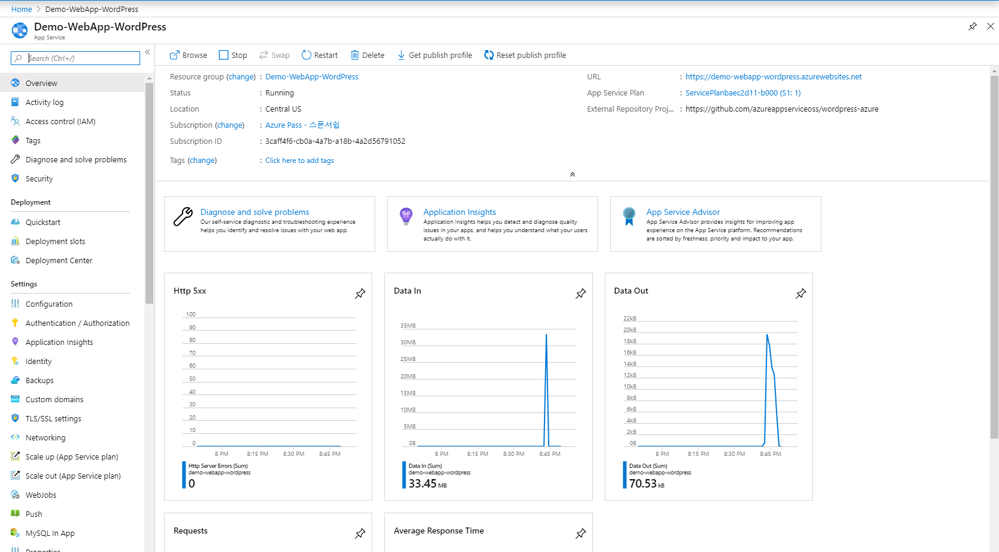 Home > Demo-WebApp-WordPress
Demo-WebApp-WordPress
App Service
Search (Ctrl+/)
«
Overview
Activity log
Access control (IAM)
Tags
Diagnose and solve problems
Security
Deployment
Quickstart
Deployment slots
Deployment Center
Settings
Configuration
Authentication / Authorization
Application Insights
Identity
Backups
Custom domains
TLS/SSL settings
Networking
Scale up (App Service plan)
Scale out (App Service plan)
WebJobs
Push
MySQL In App
Properties
Browse Stop Swap Restart Delete Get publish profile Reset publish profile
Resource group (change) : Demo-WebApp-WordPress
Status : Running
Location : Central US
Subscription (change) : Azure Pass - 스폰서쉽
Subscription ID : 3caff4f6-cb0a-4a7b-a18b-4a2d56791052
Tags (change) : Click here to add tags
URL : https://demo-webapp-wordpress.azurewebsites.net
App Service Plan : ServicePlanbaec2d11-b000 (S1: 1)
External Repository Proj... : https://github.com/azureappserviceoss/wordpress-azure
Diagnose and solve problems
Our self-service diagnostic and troubleshooting experience
helps you identify and resolve issues with your web app.
Application Insights
Application Insights helps you detect and diagnose quality
issues in your apps, and helps you understand what your users
actually do with it.
App Service Advisor
App Service Advisor provides insights for improving app
experience on the App Service platform. Recommendations
are sorted by freshness, priority and impact to your app.
Http 5xx
100
90
80
70
60
50
40
30
20
10
0
8 PM 8:15 PM 8:30 PM 8:45 PM
Http Server Errors (Sum)
demo-webapp-wordpress
0
Data In
35MB
30MB
25MB
20MB
15MB
10MB
5MB
0B
8 PM 8:15 PM 8:30 PM 8:45 PM
Data In (Sum)
demo-webapp-wordpress
33.45 MB
Data Out
22kB
20kB
18kB
16kB
14kB
12kB
10kB
8kB
6kB
4kB
2kB
0B
8 PM 8:15 PM 8:30 PM 8:45 PM
Data Out (Sum)
demo-webapp-wordpress
70.53 kB
Requests
Average Response Time